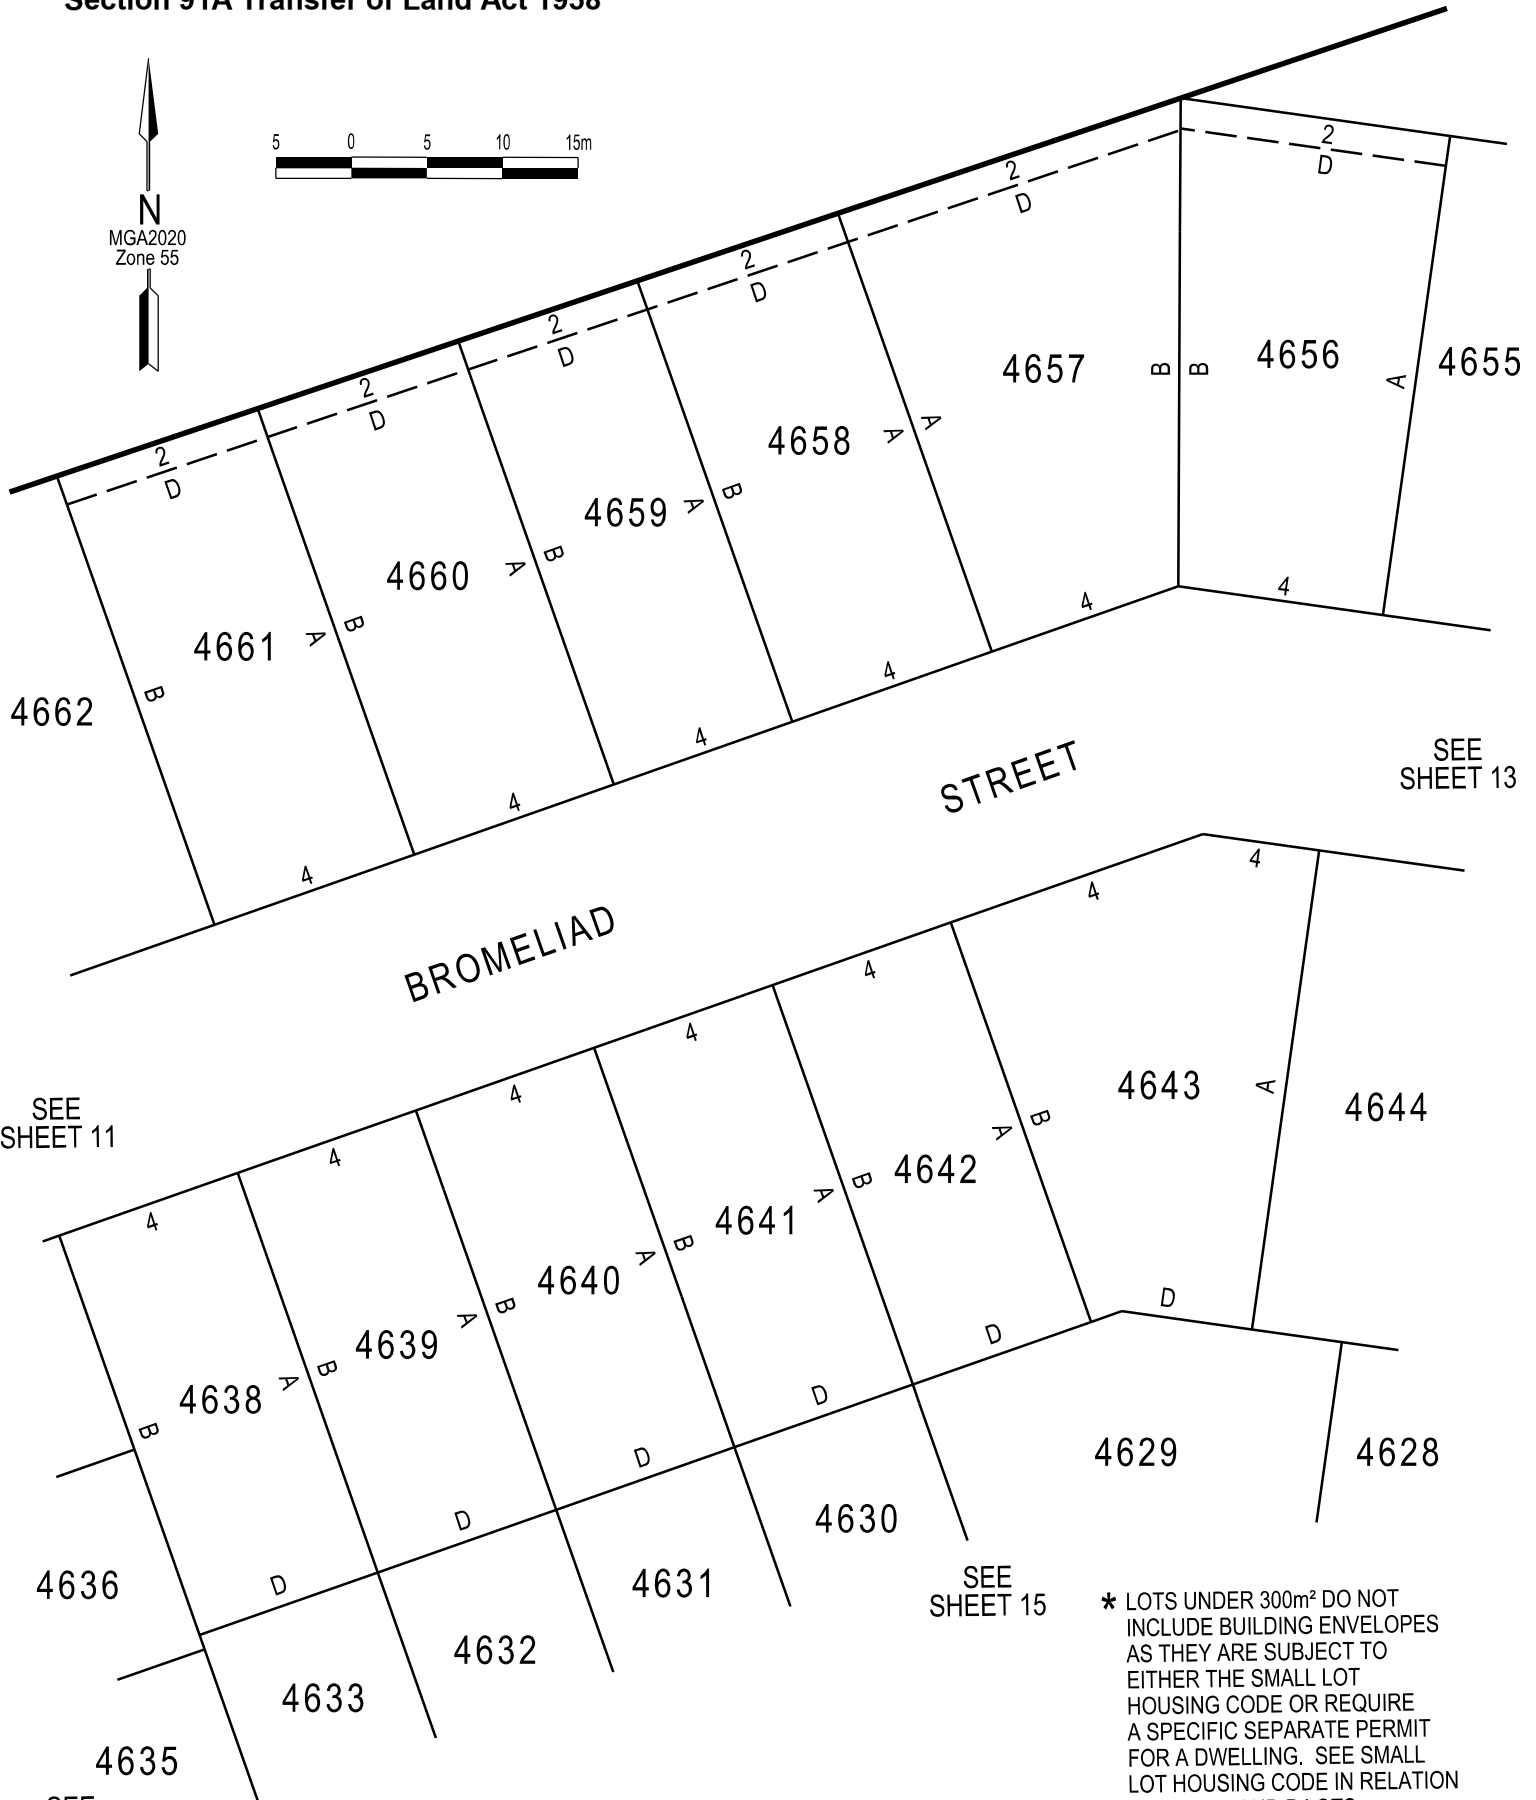 Section 91A Transfer of Land Act 1958
5 0 5 10 15m
N
MGA2020
Zone 55
2
D
2
D
2
D
2
D
2
D
2
D
4657
B
B
4656
A
4655
4658
A
A
4659
A
B
4660
A
B
4661
A
B
4662
B
4
4
4
4
4
4
STREET
BROMELIAD
SEE
SHEET 13
SEE
SHEET 11
4
4
4
4
4
4
4
4643
A
4644
4642
A
B
4641
A
B
4640
A
B
4639
A
B
4638
A
B
B
D
D
D
D
D
D
4629
4628
4630
4631
4632
4633
4636
4635
SEE
SHEET 15
* LOTS UNDER 300m² DO NOT
INCLUDE BUILDING ENVELOPES
AS THEY ARE SUBJECT TO
EITHER THE SMALL LOT
HOUSING CODE OR REQUIRE
A SPECIFIC SEPARATE PERMIT
FOR A DWELLING. SEE SMALL
LOT HOUSING CODE IN RELATION
SEE